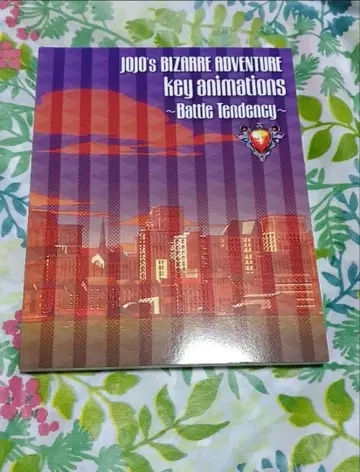 JOJO's BIZARRE ADVENTURE
key animations
~Battle Tendency~